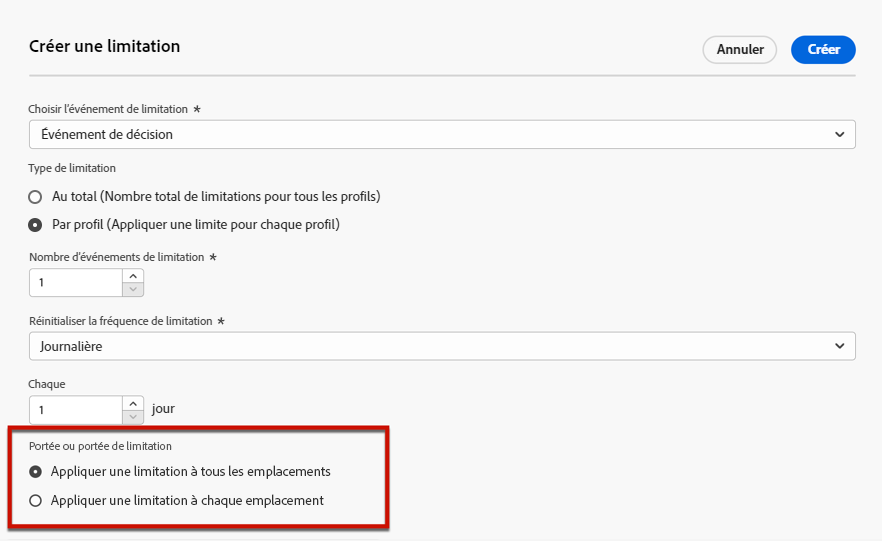 Créer une limitation
Annuler
Créer
Choisir l'événement de limitation *
Événement de décision
Type de limitation
Au total (Nombre total de limitations pour tous les profils)
Par profil (Appliquer une limite pour chaque profil)
Nombre d'événements de limitation *
1
Réinitialiser la fréquence de limitation *
Journalière
Chaque
1 jour
Portée ou portée de limitation
Appliquer une limitation à tous les emplacements
Appliquer une limitation à chaque emplacement